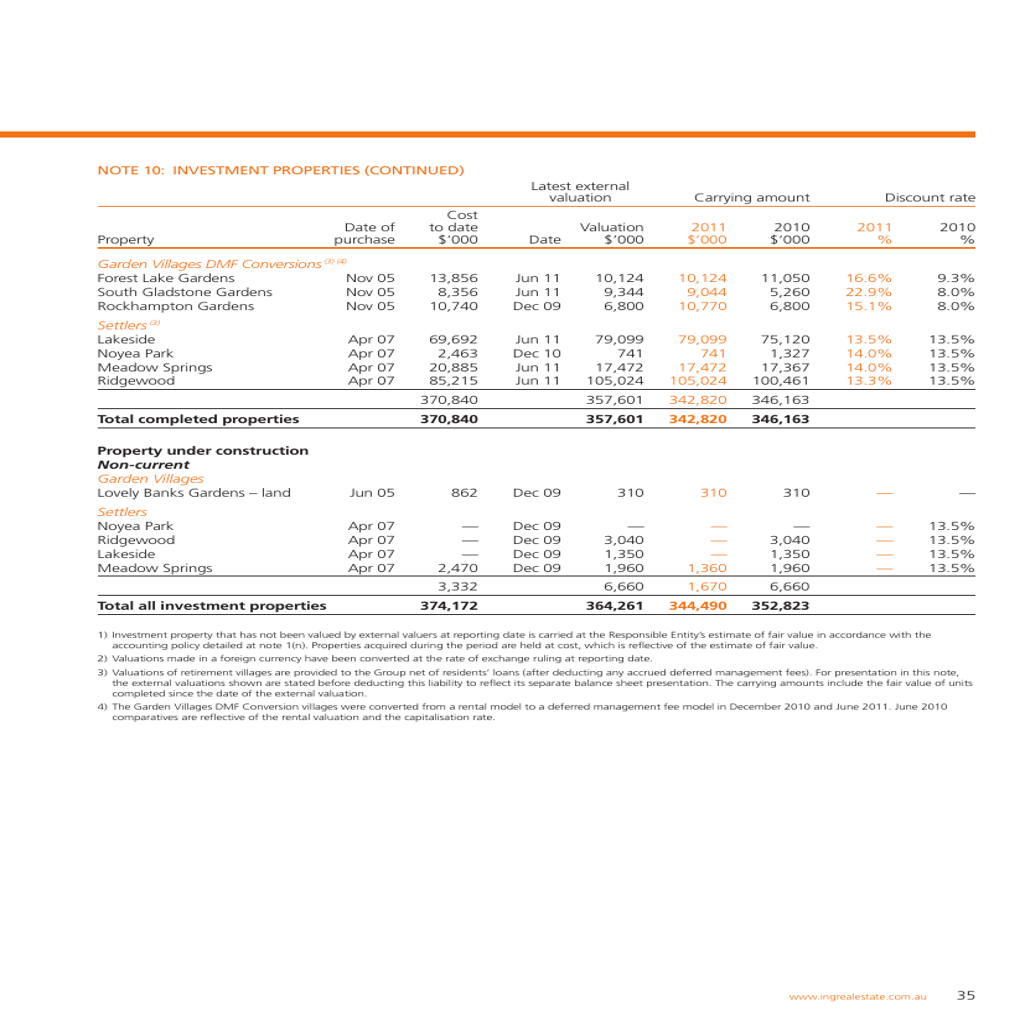 NOTE 10: INVESTMENT PROPERTIES (CONTINUED)
Latest external
valuation Carrying amount Discount rate
Cost
Date of to date Valuation 2011 2010 2011 2010
Property purchase $'000 Date $'000 $'000 $'000 % %
Garden Villages DMF Conversions (3) (4)
Forest Lake Gardens Nov 05 13,856 Jun 11 10,124 10,124 11,050 16.6% 9.3%
South Gladstone Gardens Nov 05 8,356 Jun 11 9,344 9,044 5,260 22.9% 8.0%
Rockhampton Gardens Nov 05 10,740 Dec 09 6,800 10,770 6,800 15.1% 8.0%
Settlers (3)
Lakeside Apr 07 69,692 Jun 11 79,099 79,099 75,120 13.5% 13.5%
Noyea Park Apr 07 2,463 Dec 10 741 741 1,327 14.0% 13.5%
Meadow Springs Apr 07 20,885 Jun 11 17,472 17,472 17,367 14.0% 13.5%
Ridgewood Apr 07 85,215 Jun 11 105,024 105,024 100,461 13.3% 13.5%
370,840 357,601 342,820 346,163
Total completed properties 370,840 357,601 342,820 346,163
Property under construction
Non-current
Garden Villages
Lovely Banks Gardens – land Jun 05 862 Dec 09 310 310 310 — —
Settlers
Noyea Park Apr 07 — Dec 09 — — — — 13.5%
Ridgewood Apr 07 — Dec 09 3,040 — 3,040 — 13.5%
Lakeside Apr 07 — Dec 09 1,350 — 1,350 — 13.5%
Meadow Springs Apr 07 2,470 Dec 09 1,960 1,360 1,960 — 13.5%
3,332 6,660 1,670 6,660
Total all investment properties 374,172 364,261 344,490 352,823
1) Investment property that has not been valued by external valuers at reporting date is carried at the Responsible Entity's estimate of fair value in accordance with the
accounting policy detailed at note 1(n). Properties acquired during the period are held at cost, which is reflective of the estimate of fair value.
2) Valuations made in a foreign currency have been converted at the rate of exchange ruling at reporting date.
3) Valuations of retirement villages are provided to the Group net of residents' loans (after deducting any accrued deferred management fees). For presentation in this note,
the external valuations shown are stated before deducting this liability to reflect its separate balance sheet presentation. The carrying amounts include the fair value of units
completed since the date of the external valuation.
4) The Garden Villages DMF Conversion villages were converted from a rental model to a deferred management fee model in December 2010 and June 2011. June 2010
comparatives are reflective of the rental valuation and the capitalisation rate.
www.ingrealestate.com.au 35